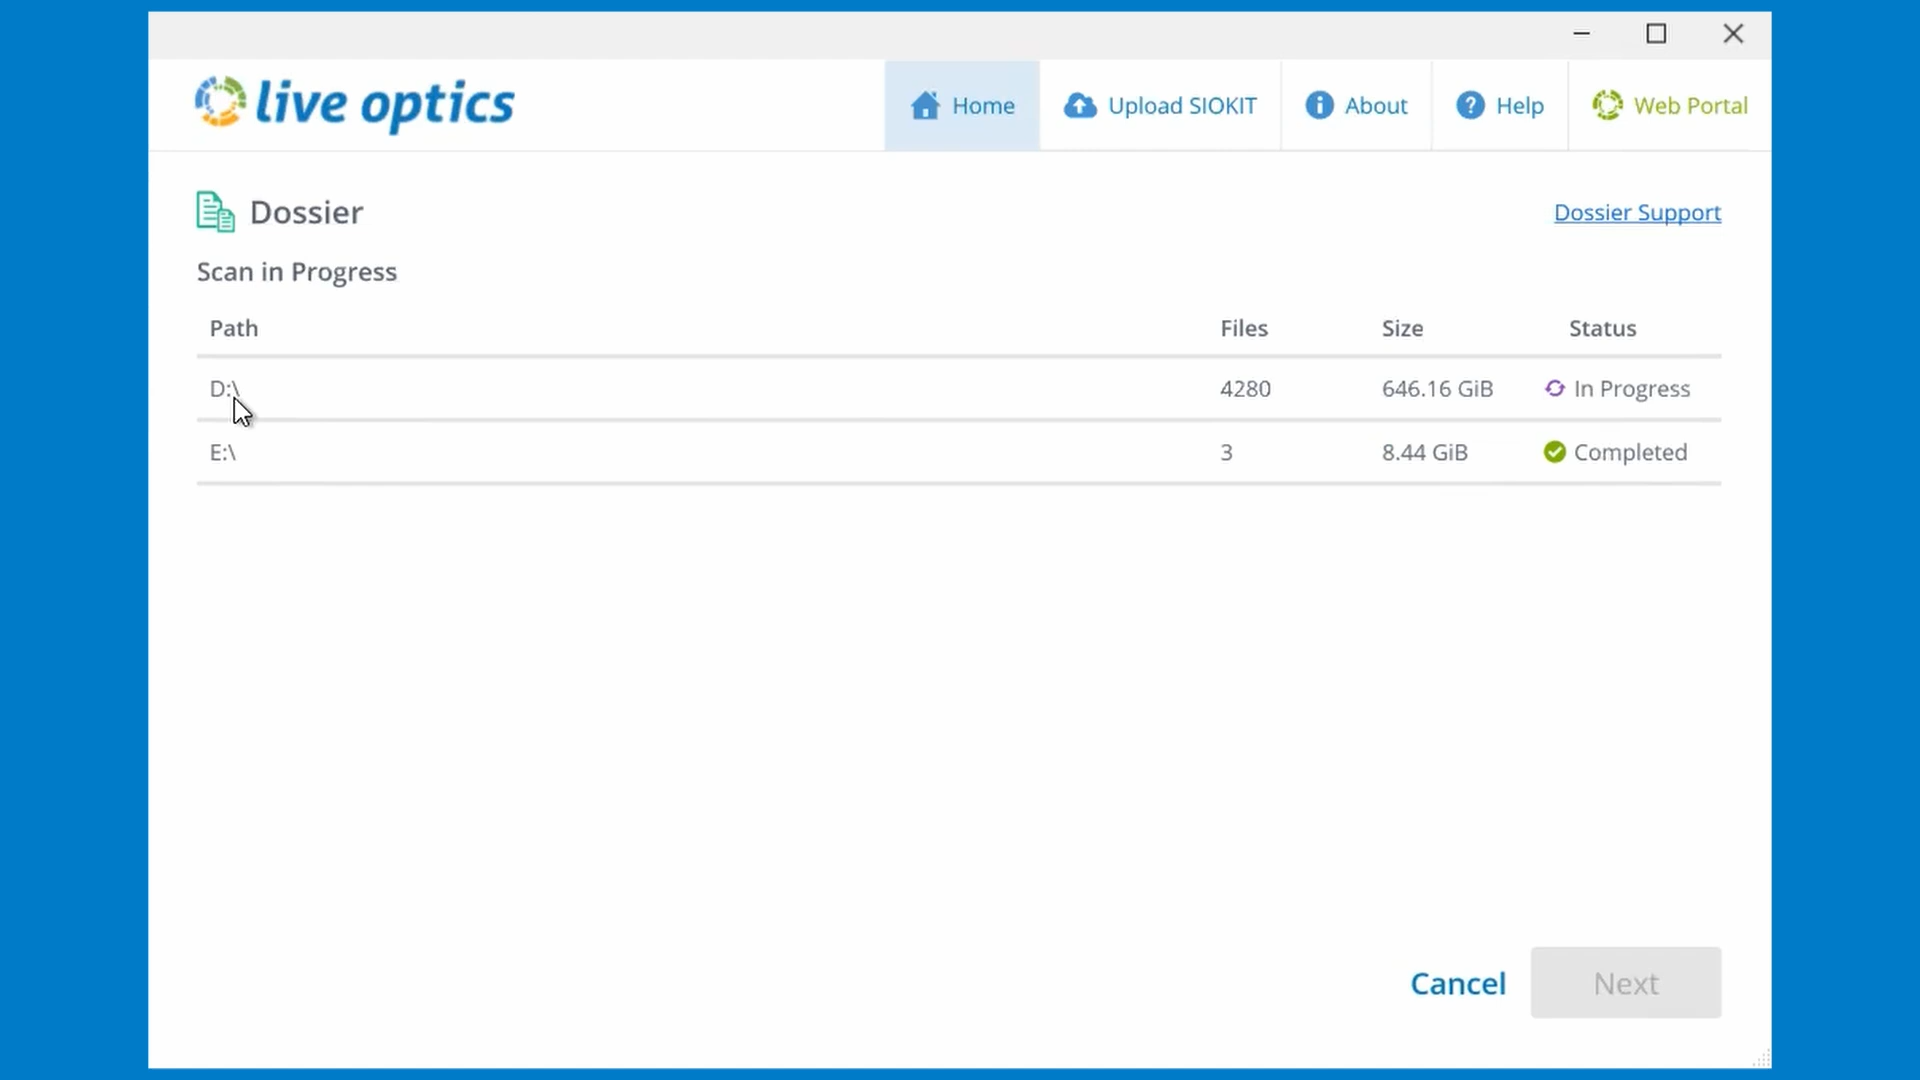 live optics
Home Upload SIOKIT About Help Web Portal
Dossier Dossier Support
Scan in Progress
Path Files Size Status
D:\ 4280 646.16 GiB In Progress
E:\ 3 8.44 GiB Completed
Cancel Next